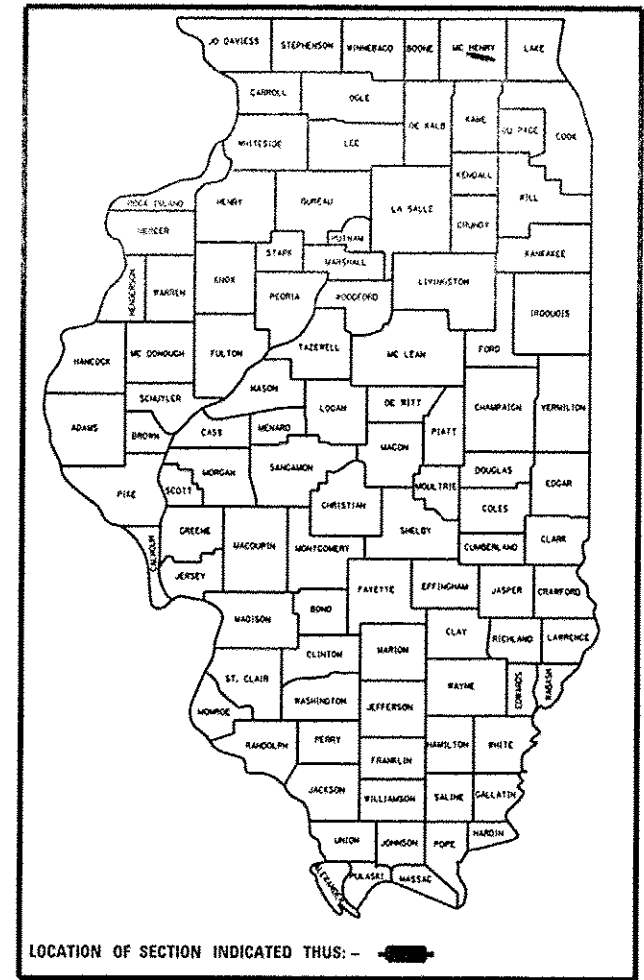 JO DAVIESS STEPHENSON WINNEBAGO BOONE MC HENRY LAKE
CARROLL OGLE DE KALB KANE DU PAGE COOK
WHITESIDE LEE
KENDALL
ROCK ISLAND HENRY BUREAU LA SALLE GRUNDY WILL
MERCER PUTNAM
STARK MARSHALL KANKAKEE
HENDERSON WARREN KNOX PEORIA WOODFORD LIVINGSTON IROQUOIS
HANCOCK MC DONOUGH FULTON TAZEWELL MC LEAN FORD
MASON
SCHUYLER LOGAN DE WITT CHAMPAIGN VERMILION
ADAMS BROWN CASS MENARD MACON PIATT
PIKE SCOTT MORGAN SANGAMON MOULTRIE DOUGLAS EDGAR
CHRISTIAN COLES
GREENE SHELBY
CALHOUN JERSEY MACOUPIN MONTGOMERY CUMBERLAND CLARK
FAYETTE EFFINGHAM JASPER CRAWFORD
MADISON BOND
CLAY RICHLAND LAWRENCE
CLINTON MARION
ST. CLAIR WAYNE EDWARDS WABASH
WASHINGTON JEFFERSON
MONROE
RANDOLPH PERRY HAMILTON WHITE
FRANKLIN
JACKSON WILLIAMSON SALINE GALLATIN
UNION JOHNSON POPE HARDIN
ALEXANDER PULASKI MASSAC
LOCATION OF SECTION INDICATED THUS: -